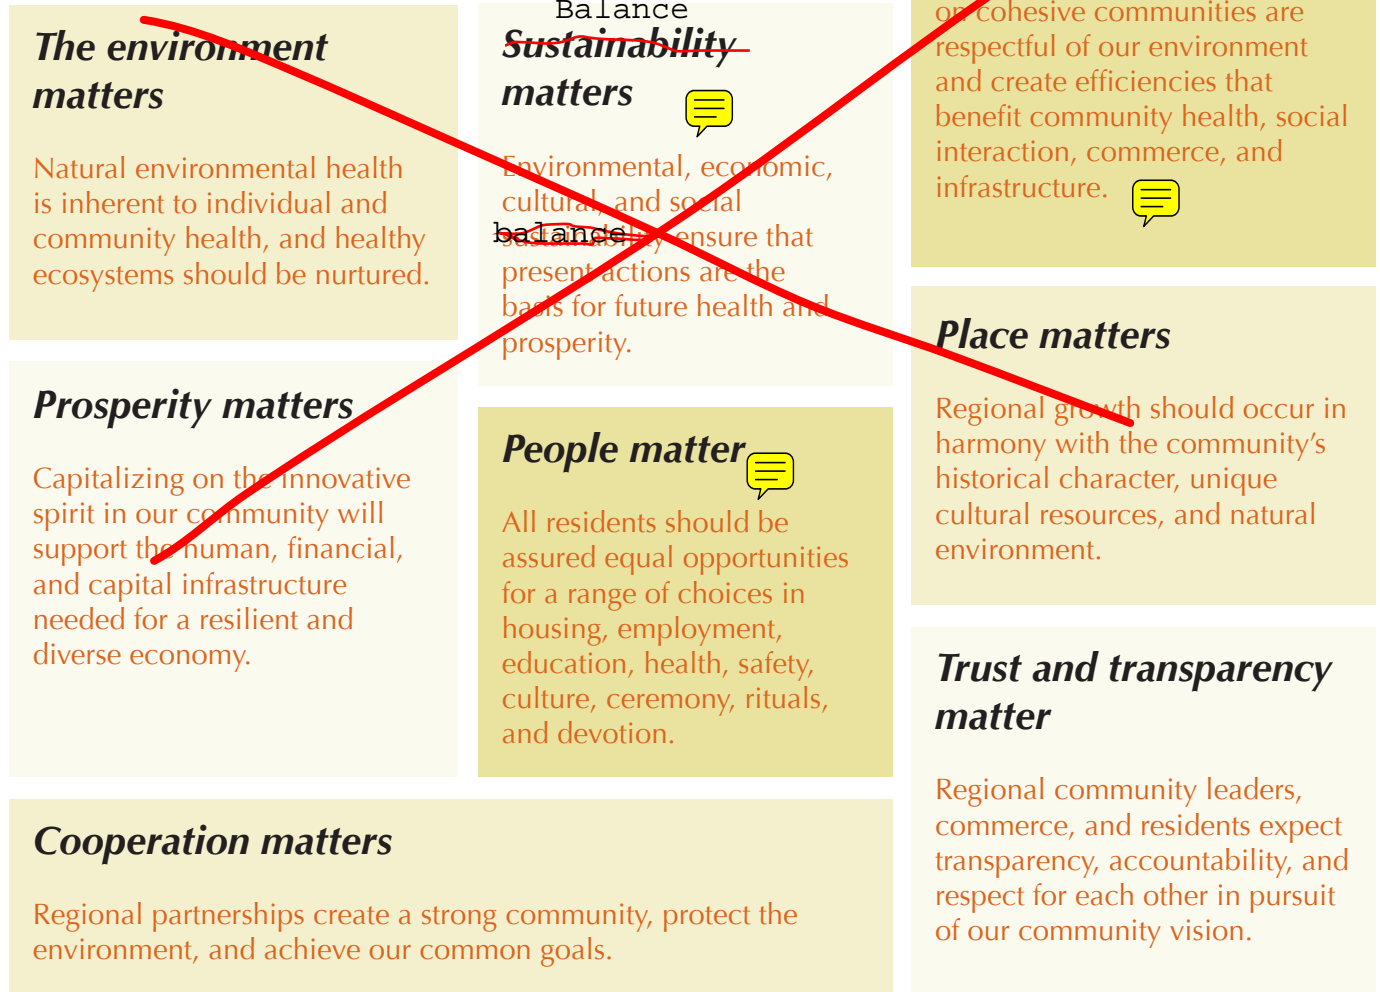 The environment
matters
Natural environmental health
is inherent to individual and
community health, and healthy
ecosystems should be nurtured.
Prosperity matters
Capitalizing on the innovative
spirit in our community will
support the human, financial,
and capital infrastructure
needed for a resilient and
diverse economy.
Balance
Sustainability
matters
Environmental, economic,
cultural, and social
balance
sustainability ensure that
present actions are the
basis for future health and
prosperity.
People matter
All residents should be
assured equal opportunities
for a range of choices in
housing, employment,
education, health, safety,
culture, ceremony, rituals,
and devotion.
Cooperation matters
Regional partnerships create a strong community, protect the
environment, and achieve our common goals.
on cohesive communities are
respectful of our environment
and create efficiencies that
benefit community health, social
interaction, commerce, and
infrastructure.
Place matters
Regional growth should occur in
harmony with the community’s
historical character, unique
cultural resources, and natural
environment.
Trust and transparency
matter
Regional community leaders,
commerce, and residents expect
transparency, accountability, and
respect for each other in pursuit
of our community vision.